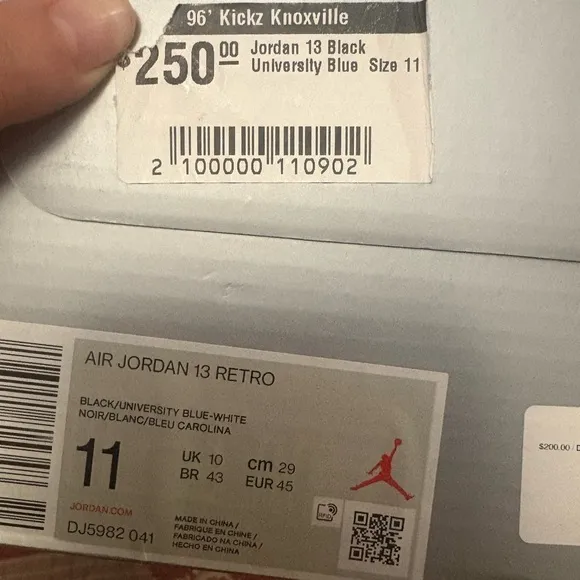 96' Kickz Knoxville
$250.00 Jordan 13 Black
University Blue Size 11
2 100000 110902
AIR JORDAN 13 RETRO
BLACK/UNIVERSITY BLUE-WHITE
NOIR/BLANC/BLEU CAROLINA
11
UK 10 cm 29
BR 43 EUR 45
JORDAN.COM
DJ5982 041
MADE IN CHINA /
FABRIQUE EN CHINE /
FABRICADO NA CHINA /
HECHO EN CHINA
RFID
$200.00 / D